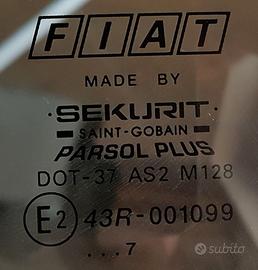 FIAT
MADE BY
·SEKURIT·
SAINT-GOBAIN
PARSOL PLUS
DOT-37 AS2 M128
E2 43R-001099
...7
subito